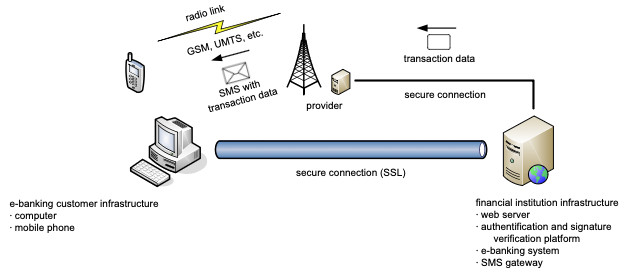 radio link
GSM, UMTS, etc.
SMS with
transaction data
provider
transaction data
secure connection
secure connection (SSL)
e-banking customer infrastructure
· computer
· mobile phone
financial institution infrastructure
· web server
· authentification and signature
verification platform
· e-banking system
· SMS gateway